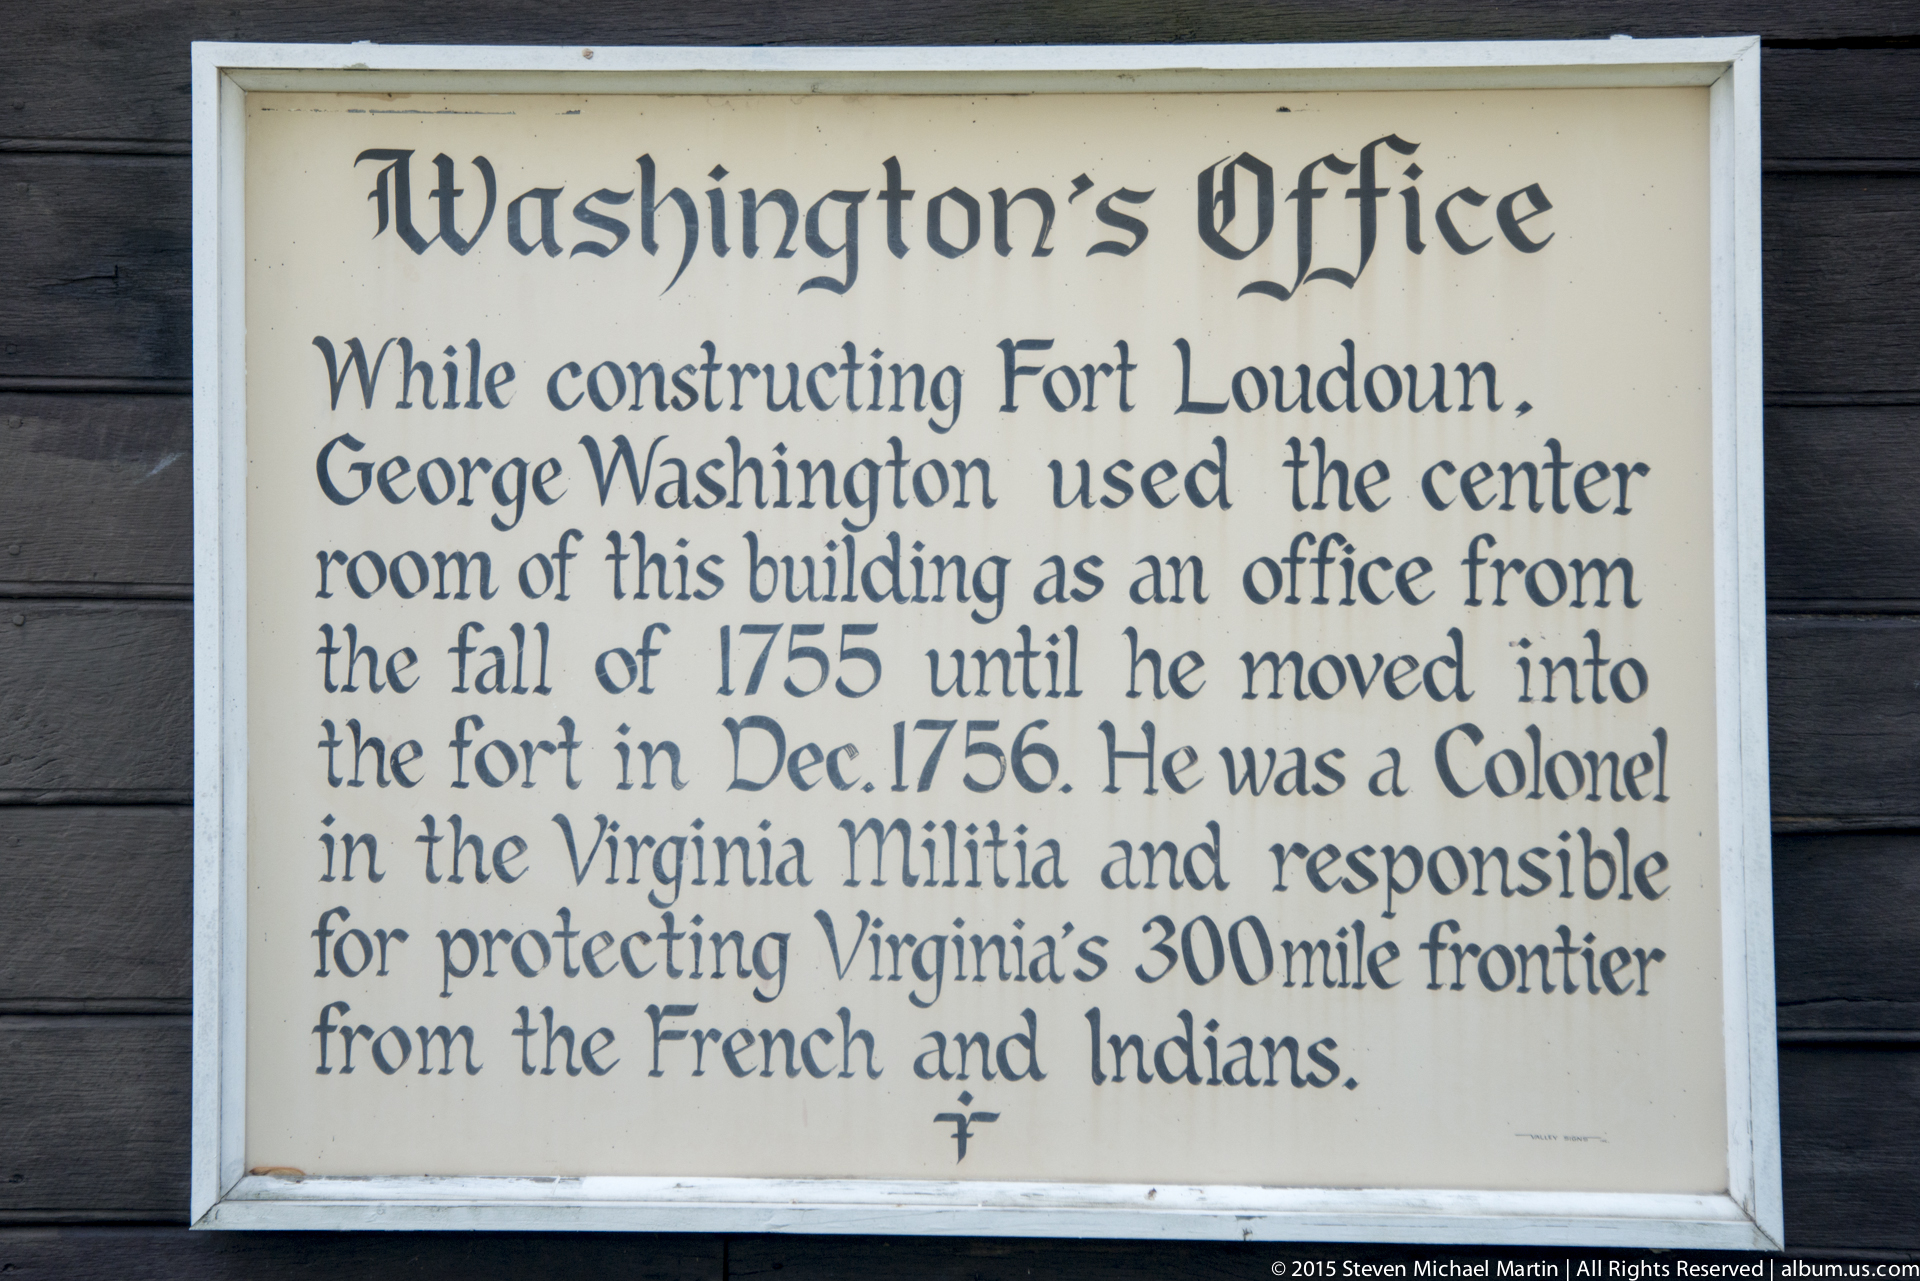 Washington's Office
While constructing Fort Loudoun,
George Washington used the center
room of this building as an office from
the fall of 1755 until he moved into
the fort in Dec. 1756. He was a Colonel
in the Virginia Militia and responsible
for protecting Virginia's 300 mile frontier
from the French and Indians.
VALLEY SIGNS
© 2015 Steven Michael Martin | All Rights Reserved | album.us.com